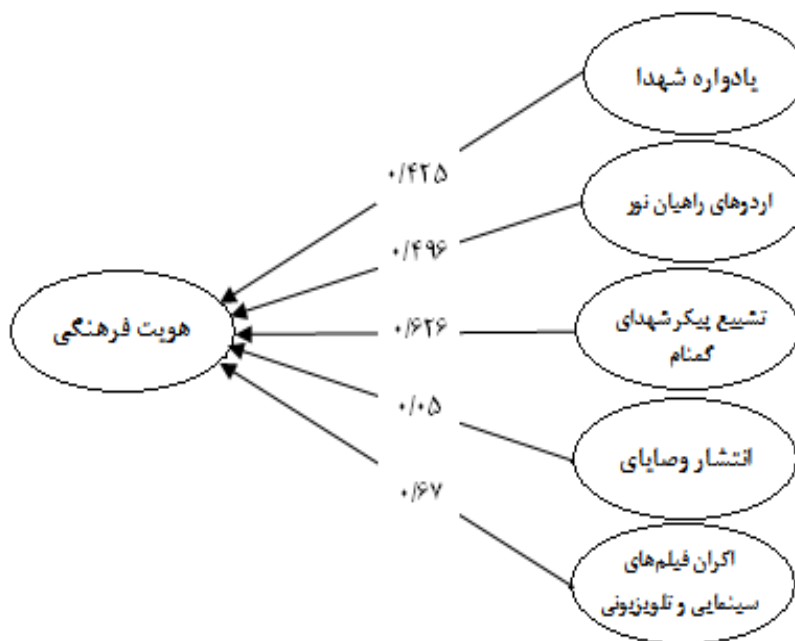 یادواره شهدا
۰/۴۲۵
اردوهای راهیان نور
۰/۴۹۶
تشییع پیکر شهدای
گمنام
۰/۶۲۶
هویت فرهنگی
انتشار وصایای
۰/۰۵
اکران فیلم‌های
سینمایی و تلویزیونی
۰/۶۷